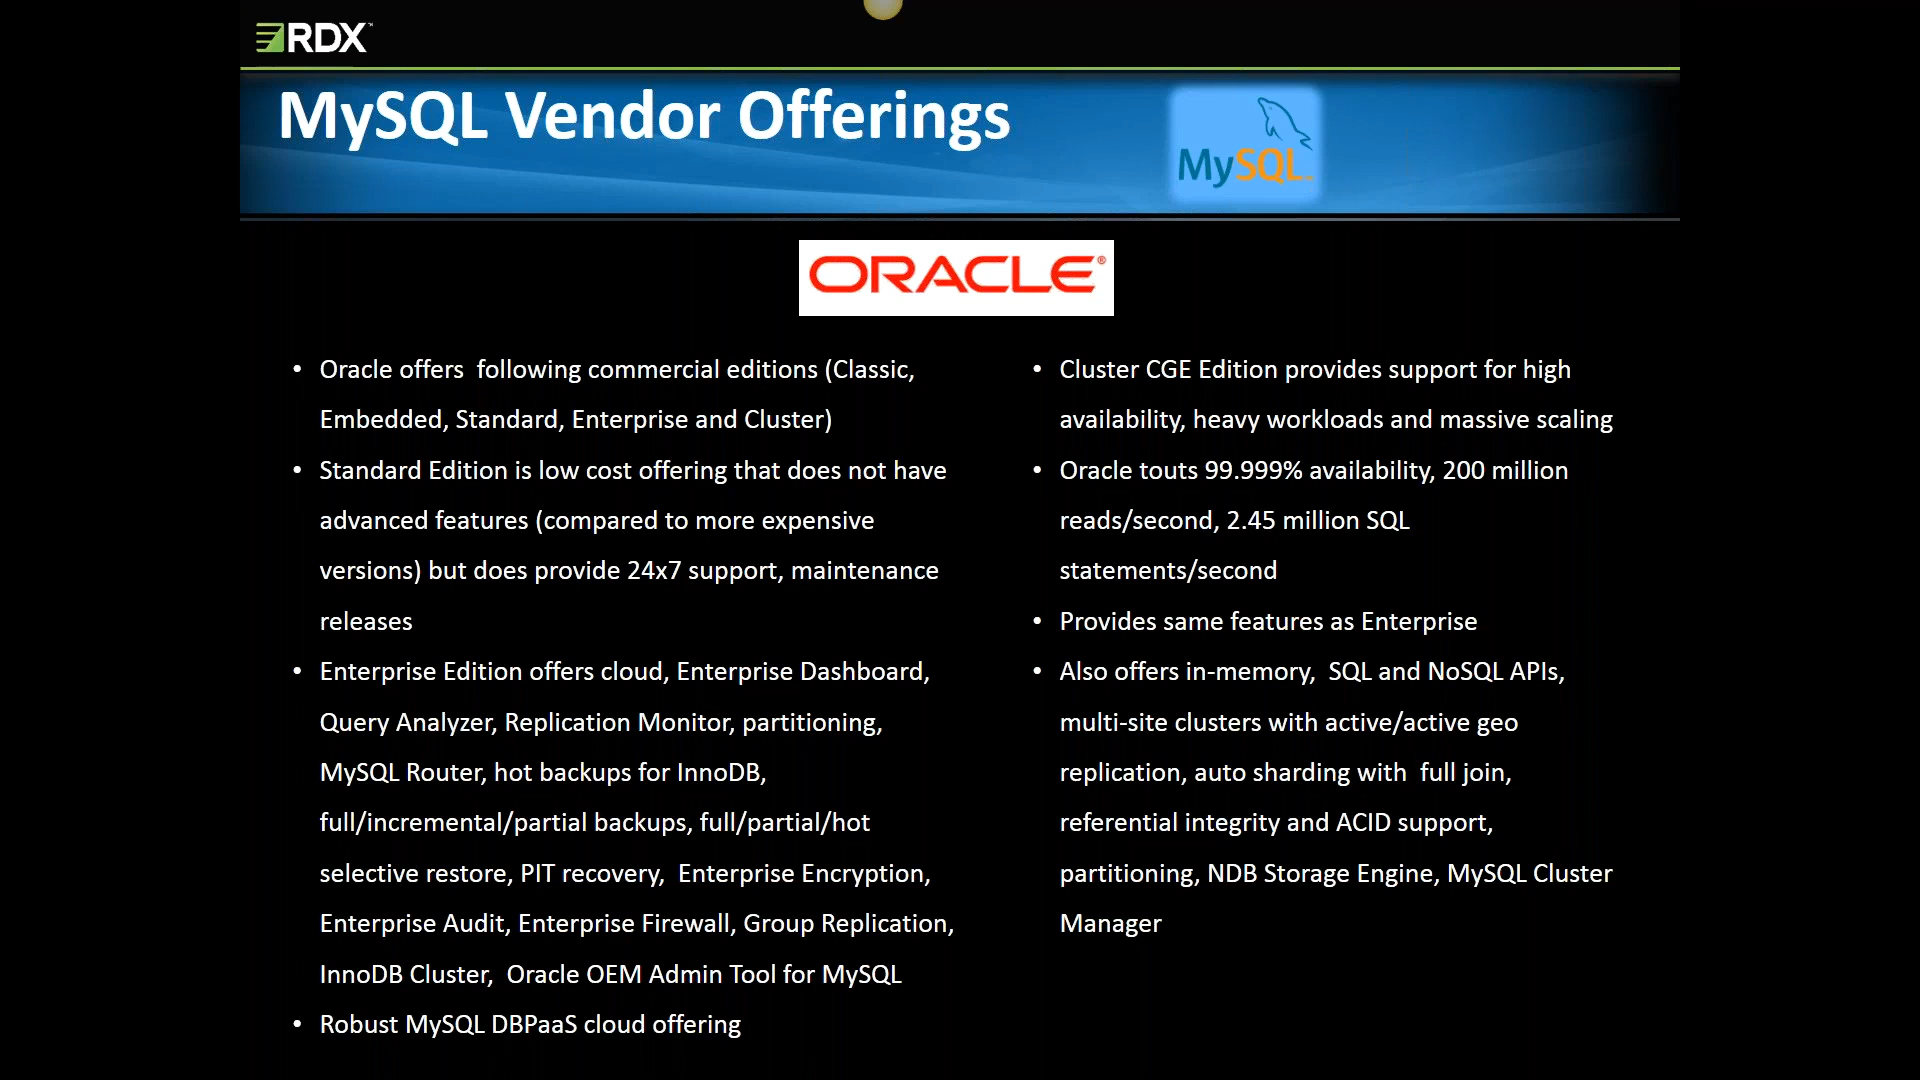 RDX™
MySQL Vendor Offerings
MySQL™
ORACLE®
• Oracle offers  following commercial editions (Classic,
Embedded, Standard, Enterprise and Cluster)
• Standard Edition is low cost offering that does not have
advanced features (compared to more expensive
versions) but does provide 24x7 support, maintenance
releases
• Enterprise Edition offers cloud, Enterprise Dashboard,
Query Analyzer, Replication Monitor, partitioning,
MySQL Router, hot backups for InnoDB,
full/incremental/partial backups, full/partial/hot
selective restore, PIT recovery,  Enterprise Encryption,
Enterprise Audit, Enterprise Firewall, Group Replication,
InnoDB Cluster,  Oracle OEM Admin Tool for MySQL
• Robust MySQL DBPaaS cloud offering
• Cluster CGE Edition provides support for high
availability, heavy workloads and massive scaling
• Oracle touts 99.999% availability, 200 million
reads/second, 2.45 million SQL
statements/second
• Provides same features as Enterprise
• Also offers in-memory,  SQL and NoSQL APIs,
multi-site clusters with active/active geo
replication, auto sharding with  full join,
referential integrity and ACID support,
partitioning, NDB Storage Engine, MySQL Cluster
Manager